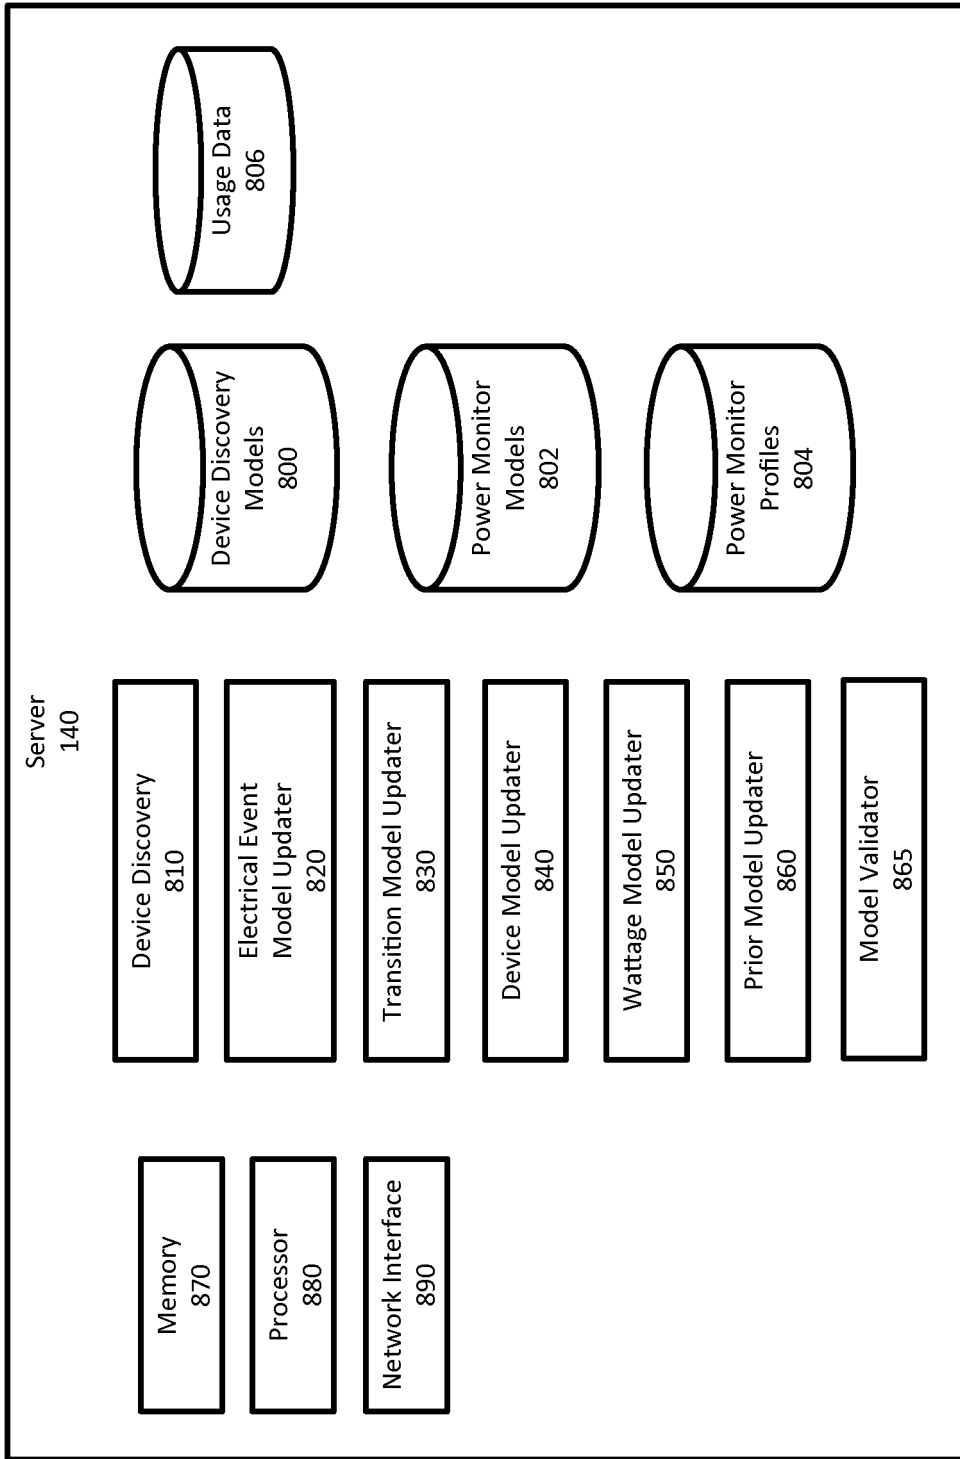 Server
140
Memory
870
Processor
880
Network Interface
890
Device Discovery
810
Electrical Event
Model Updater
820
Transition Model Updater
830
Device Model Updater
840
Wattage Model Updater
850
Prior Model Updater
860
Model Validator
865
Device Discovery
Models
800
Power Monitor
Models
802
Power Monitor
Profiles
804
Usage Data
806